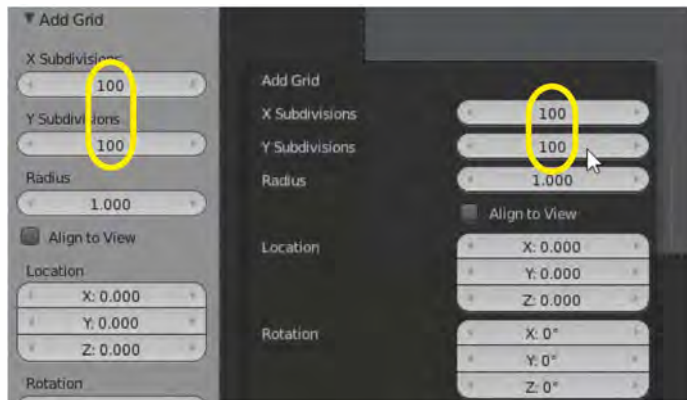 Add Grid
X Subdivisions
100
Y Subdivisions
100
Radius
1.000
Align to View
Location
X: 0.000
Y: 0.000
Z: 0.000
Rotation
Add Grid
X Subdivisions 100
Y Subdivisions 100
Radius 1.000
Align to View
Location X: 0.000
Y: 0.000
Z: 0.000
Rotation X: 0°
Y: 0°
Z: 0°